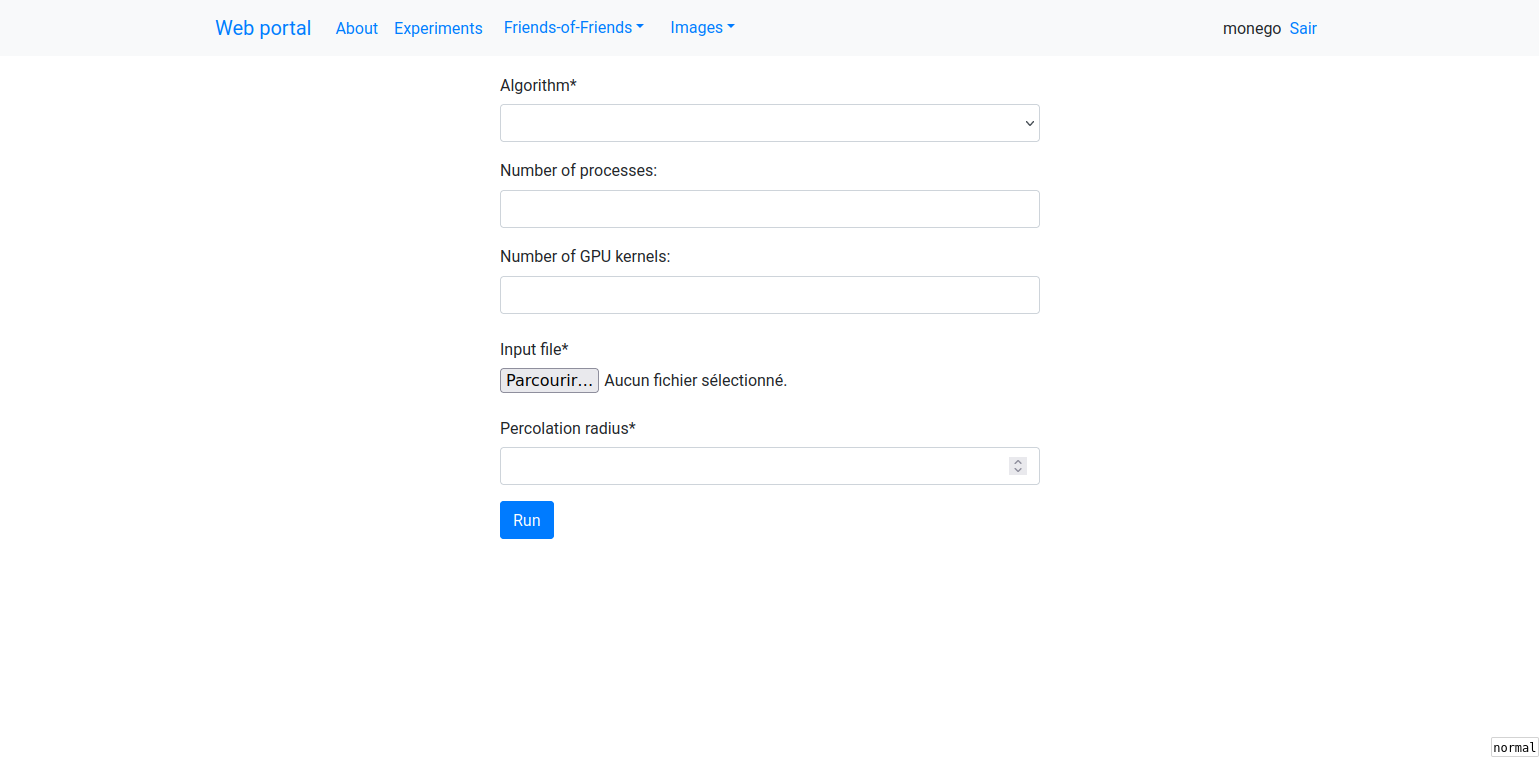 Web portal About Experiments Friends-of-Friends Images monego Sair
Algorithm*
Number of processes:
Number of GPU kernels:
Input file*
Parcourir... Aucun fichier sélectionné.
Percolation radius*
Run
normal